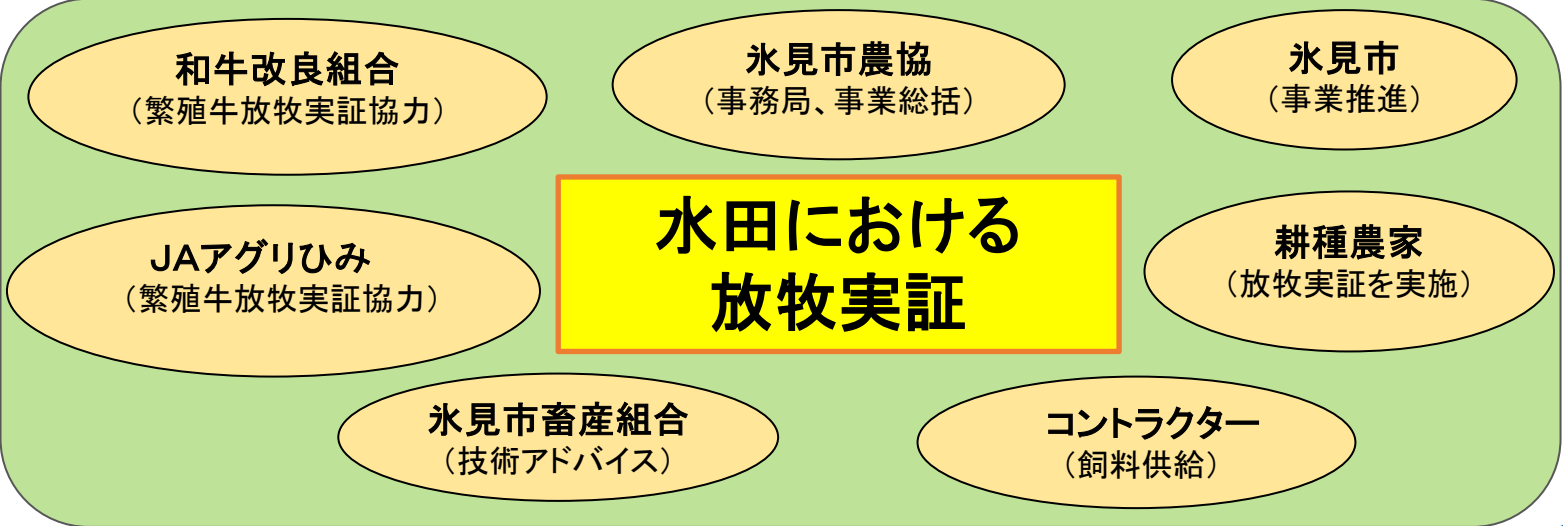 和牛改良組合
（繁殖牛放牧実証協力）
氷見市農協
（事務局、事業総括）
氷見市
（事業推進）
JAアグリひみ
（繁殖牛放牧実証協力）
水田における
放牧実証
耕種農家
（放牧実証を実施）
氷見市畜産組合
（技術アドバイス）
コントラクター
（飼料供給）